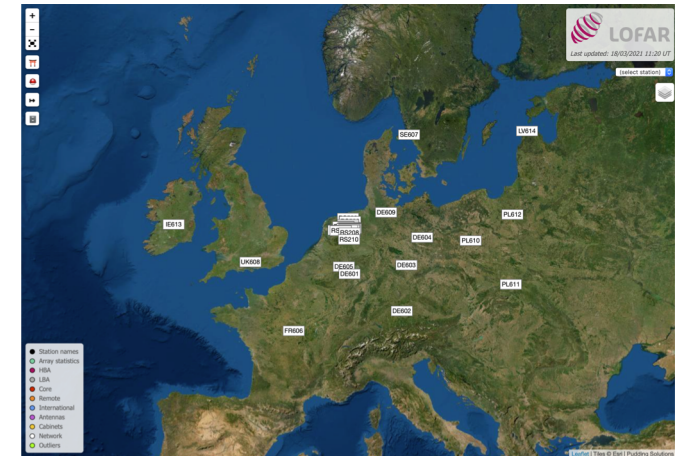 +
-
LOFAR
Last updated: 18/03/2021 11:20 UT
(select station)
SE607
LV614
DE609
PL612
IE613
RS208
RS210
DE604
PL610
UK608
DE605
DE601
DE603
PL611
DE602
FR606
Station names
Array statistics
HBA
LBA
Core
Remote
International
Antennas
Cabinets
Network
Outliers
Leaflet | Tiles © Esri | Pudding Solutions